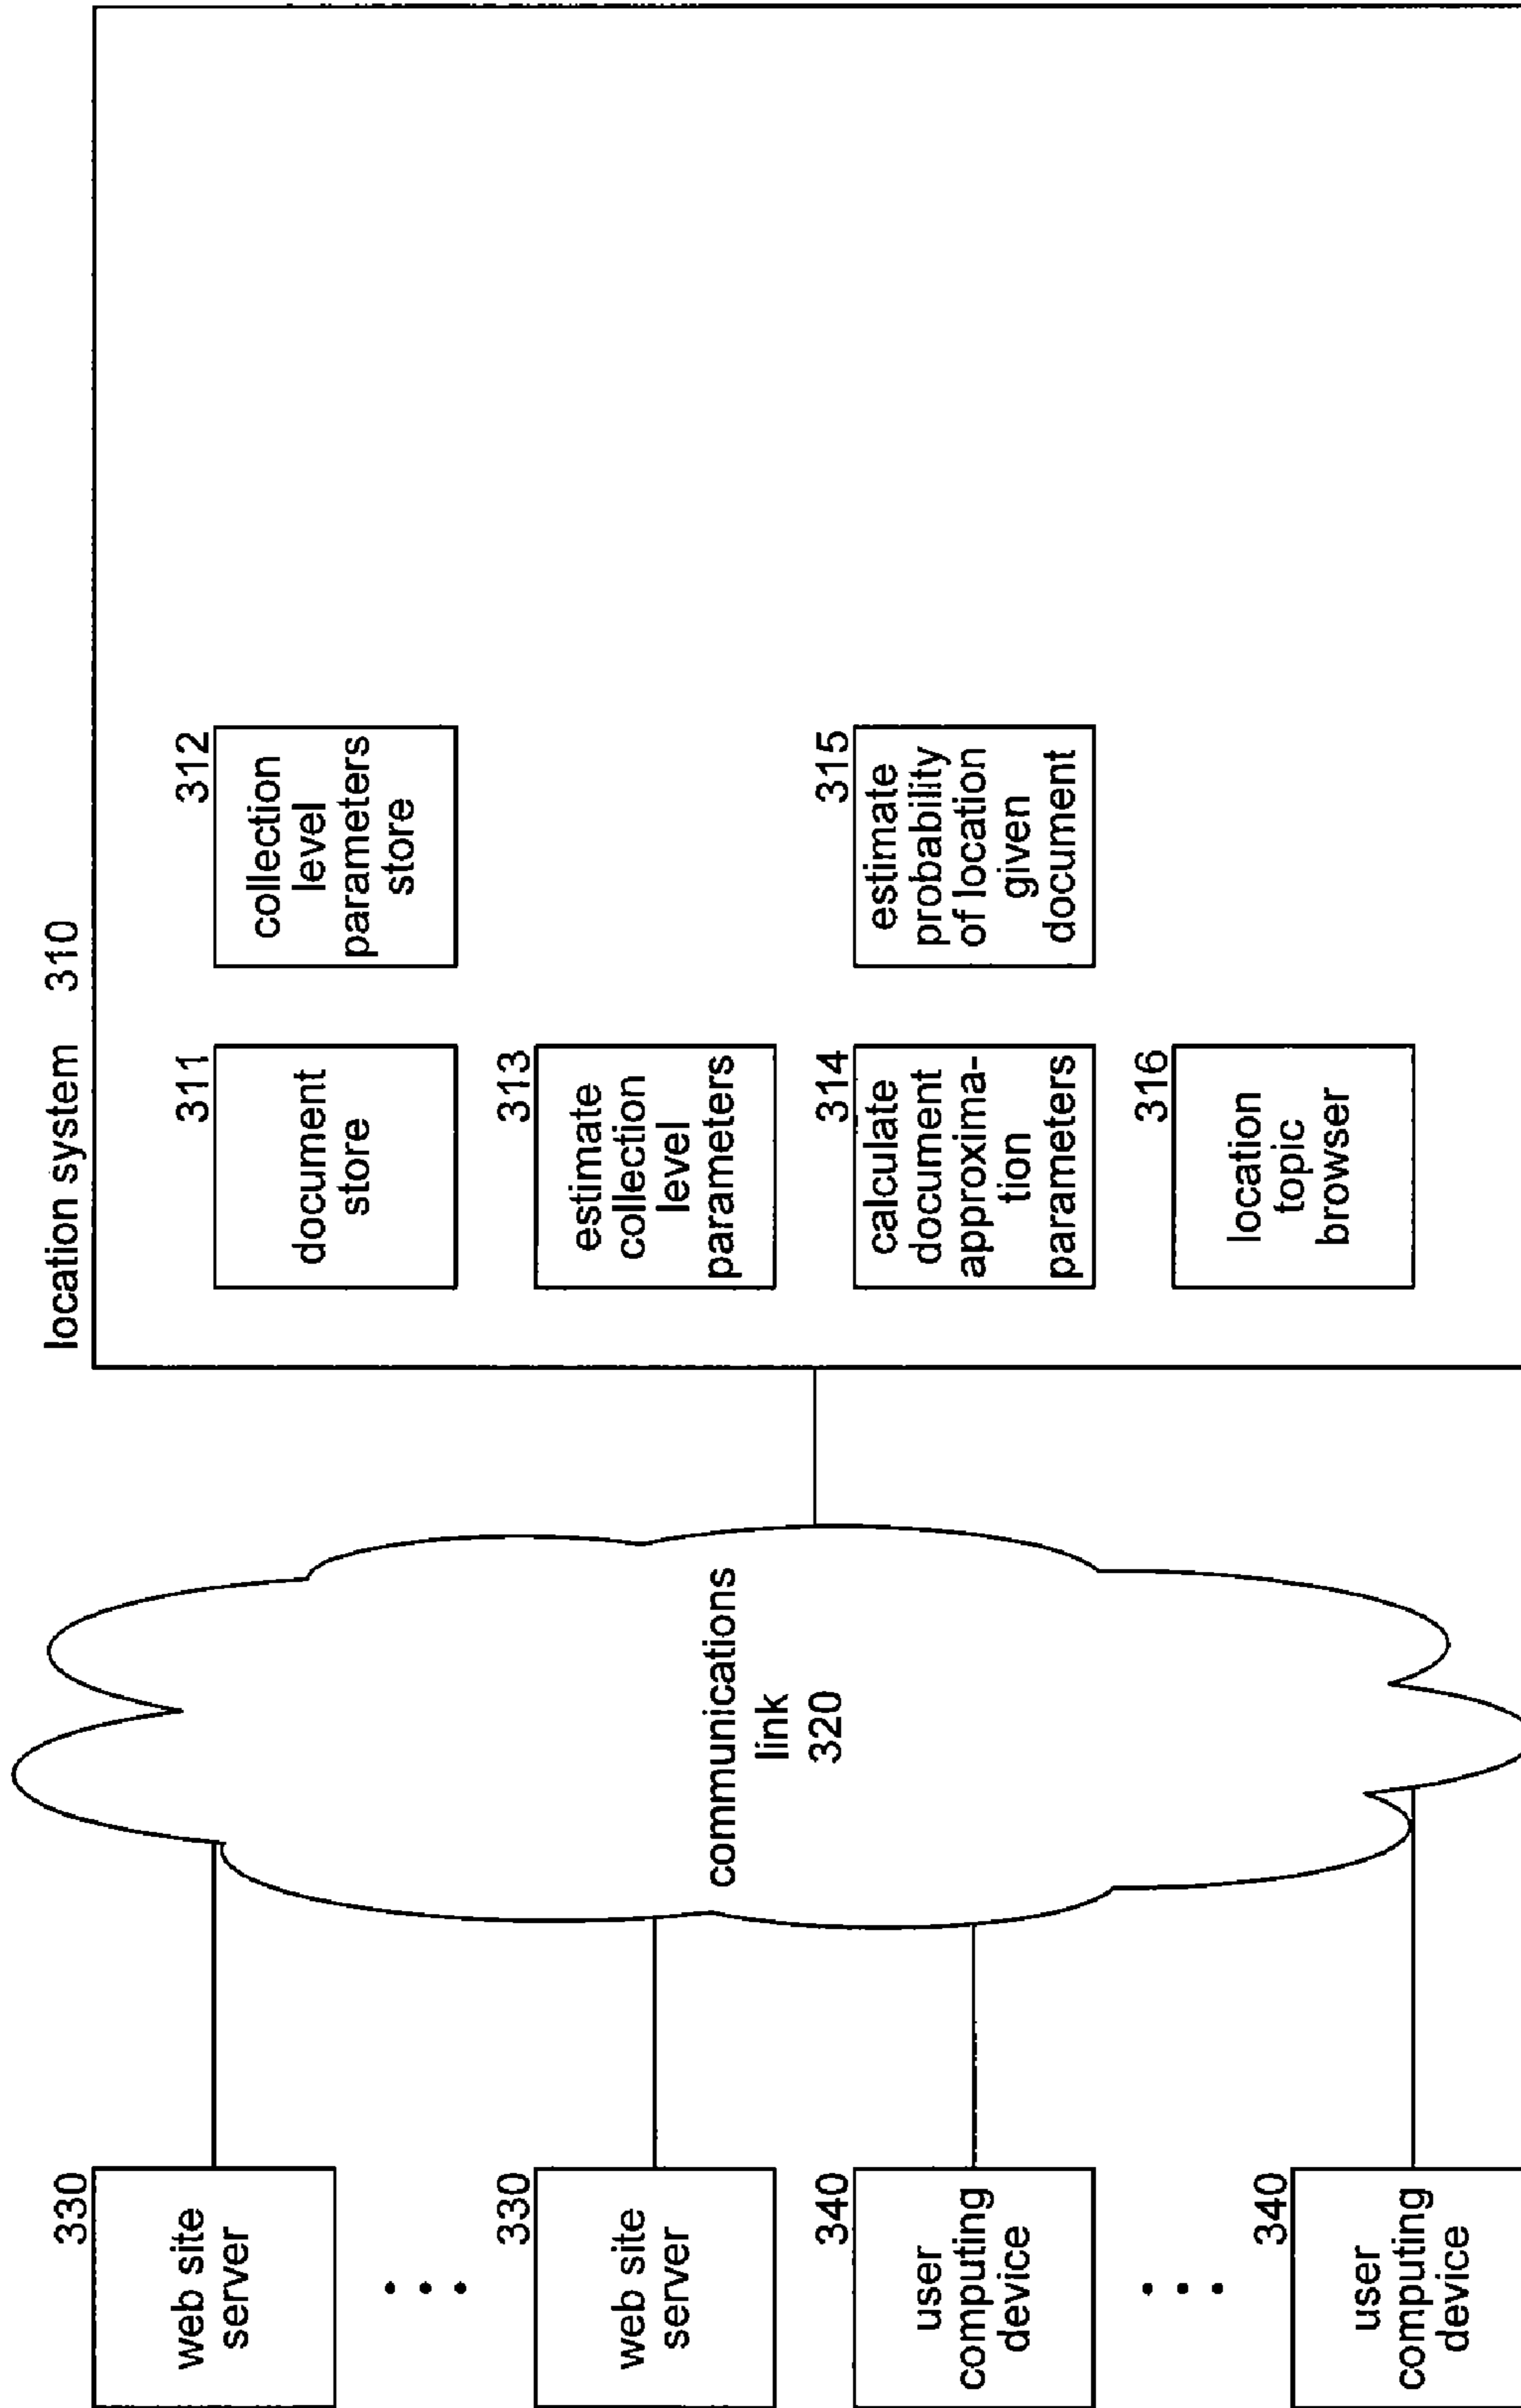 330
web site
server
330
web site
server
340
user
computing
device
340
user
computing
device
communications
link
320
location system 310
311
document
store
312
collection
level
parameters
store
313
estimate
collection
level
parameters
314
calculate
document
approxima-
tion
parameters
315
estimate
probability
of location
given
document
316
location
topic
browser